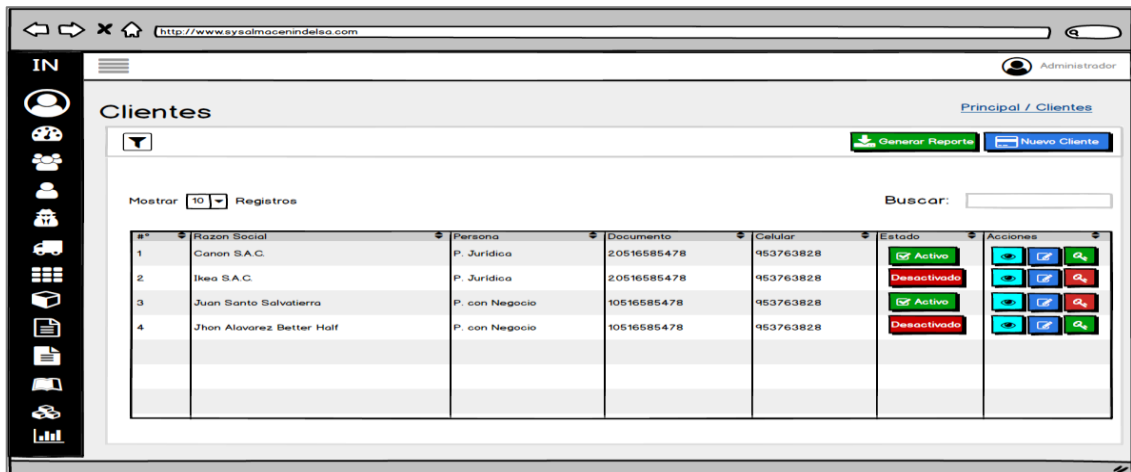 http://www.sysalmacenindelsa.com
IN
Administrador
Clientes
Principal / Clientes
Generar Reporte
Nuevo Cliente
Mostrar 10 Registros
Buscar:
#° Razon Social Persona Documento Celular Estado Acciones
1 Canon S.A.C. P. Jurídica 20516585478 953763828 Activo
2 Ikea S.A.C. P. Jurídica 20516585478 953763828 Desactivado
3 Juan Santo Salvatierra P. con Negocio 10516585478 953763828 Activo
4 Jhon Alavarez Better Half P. con Negocio 10516585478 953763828 Desactivado